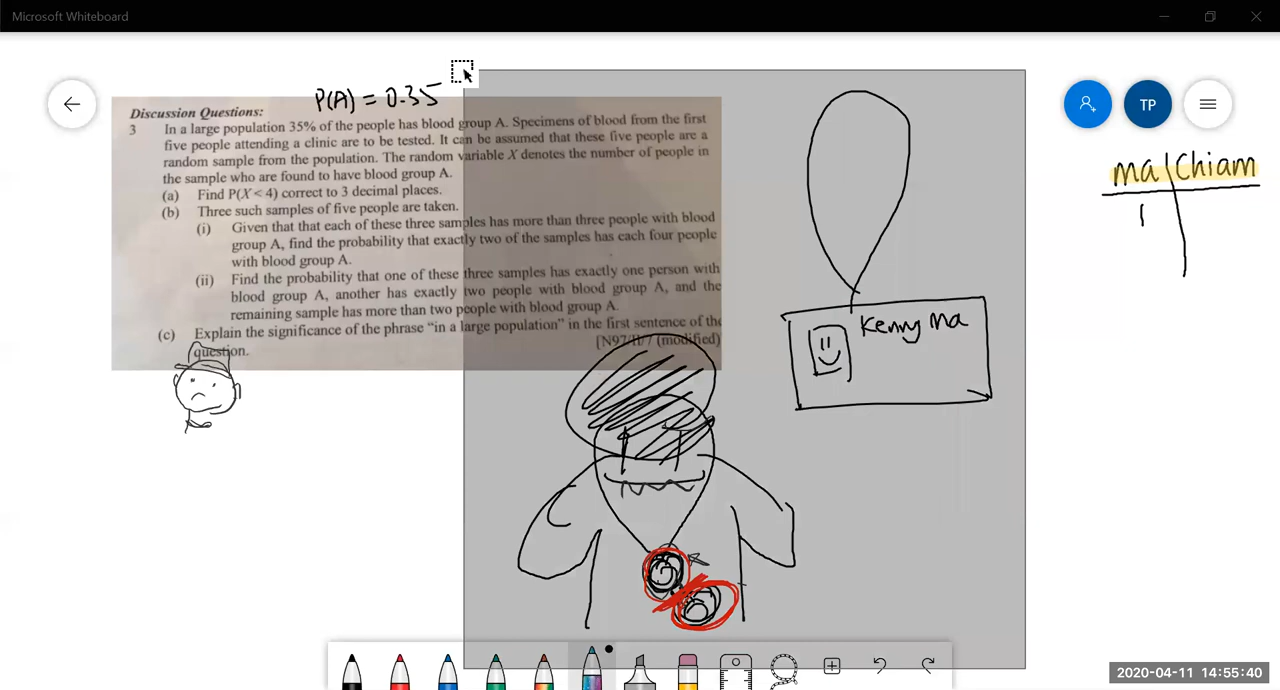 Microsoft Whiteboard
P(A) = 0.35
Discussion Questions:
3 In a large population 35% of the people has blood group A. Specimens of blood from the first
five people attending a clinic are to be tested. It can be assumed that these five people are a
random sample from the population. The random variable X denotes the number of people in
the sample who are found to have blood group A.
(a) Find P(X < 4) correct to 3 decimal places.
(b) Three such samples of five people are taken.
(i) Given that that each of these three samples has more than three people with blood
group A, find the probability that exactly two of the samples has each four people
with blood group A.
(ii) Find the probability that one of these three samples has exactly one person with
blood group A, another has exactly two people with blood group A, and the
remaining sample has more than two people with blood group A.
(c) Explain the significance of the phrase “in a large population” in the first sentence of the
question.
[N97/II/7 (modified)
Kenny Ma
TP
ma Chiam
1
2020-04-11 14:55:40